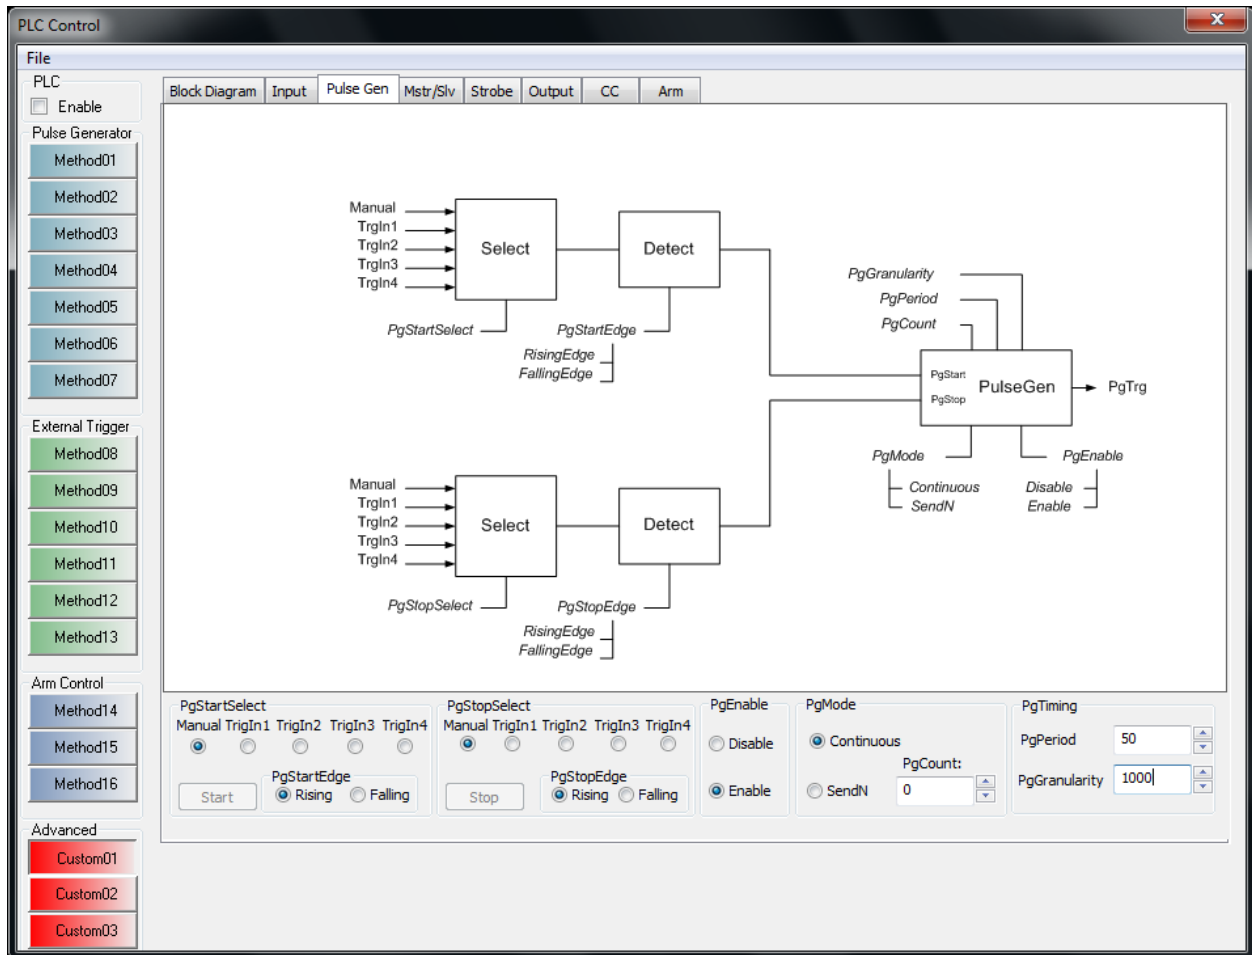 PLC Control
File
PLC
Enable
Pulse Generator
Method01
Method02
Method03
Method04
Method05
Method06
Method07
External Trigger
Method08
Method09
Method10
Method11
Method12
Method13
Arm Control
Method14
Method15
Method16
Advanced
Custom01
Custom02
Custom03
Block Diagram Input Pulse Gen Mstr/Slv Strobe Output CC Arm
Manual
TrgIn1
TrgIn2
TrgIn3
TrgIn4
Select
Detect
PgStartSelect
PgStartEdge
RisingEdge
FallingEdge
PgGranularity
PgPeriod
PgCount
PgStart
PgStop
PulseGen
PgTrg
PgMode
Continuous
SendN
PgEnable
Disable
Enable
Manual
TrgIn1
TrgIn2
TrgIn3
TrgIn4
Select
Detect
PgStopSelect
PgStopEdge
RisingEdge
FallingEdge
PgStartSelect
Manual TrigIn1 TrigIn2 TrigIn3 TrigIn4
Start
PgStartEdge
Rising Falling
PgStopSelect
Manual TrigIn1 TrigIn2 TrigIn3 TrigIn4
Stop
PgStopEdge
Rising Falling
PgEnable
Disable
Enable
PgMode
Continuous
PgCount:
SendN 0
PgTiming
PgPeriod 50
PgGranularity 1000